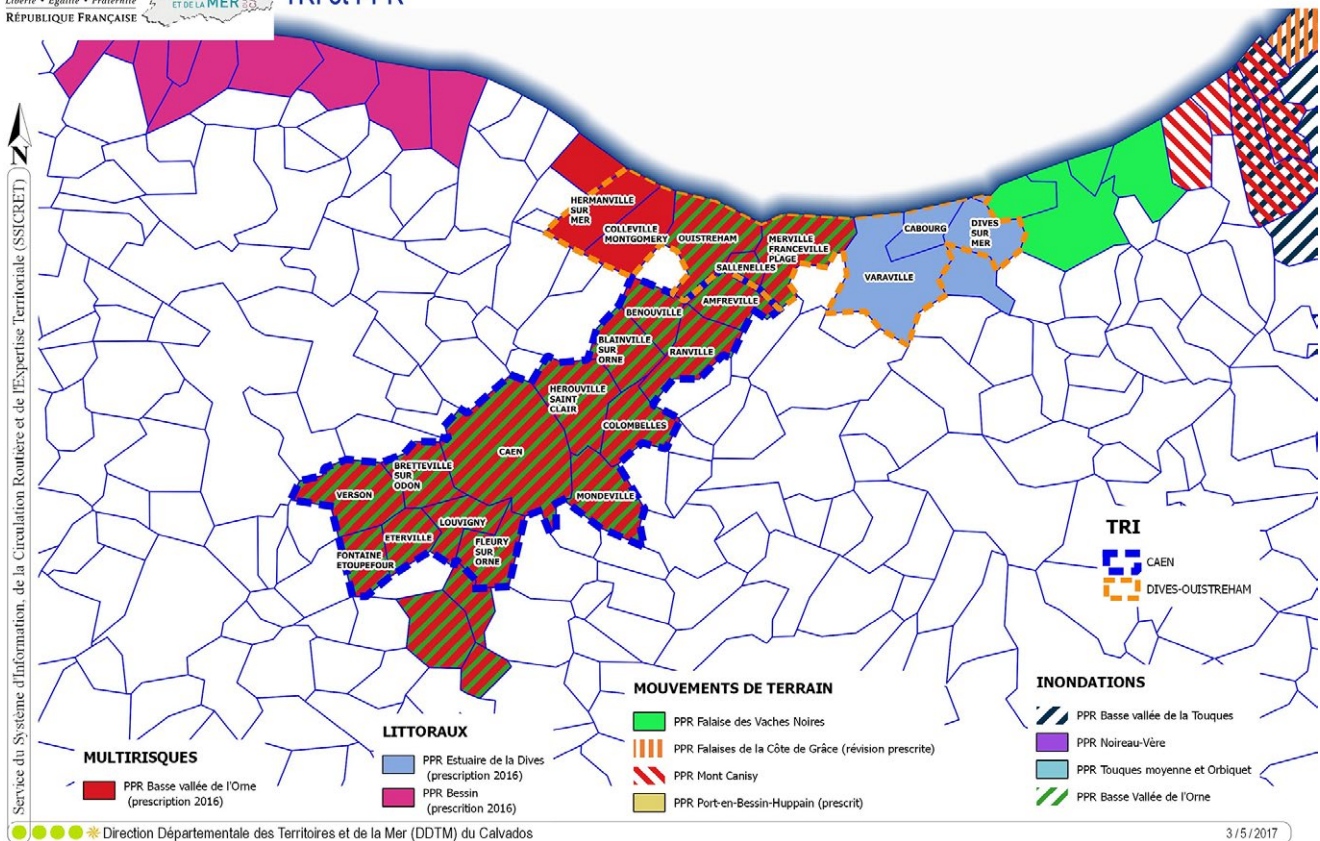 Liberté • Égalité • Fraternité
RÉPUBLIQUE FRANÇAISE
ET DE LA MER
TRI et PPR
N
Service du Système d'Information, de la Circulation Routière et de l'Expertise Territoriale (SSICRET)
HERMANVILLE
SUR
MER
COLLEVILLE
MONTGOMERY
OUISTREHAM
MERVILLE
FRANCEVILLE
PLAGE
SALLENELLES
CABOURG
DIVES
SUR
MER
VARAVILLE
AMFREVILLE
BENOUVILLE
BLAINVILLE
SUR
ORNE
RANVILLE
HEROUVILLE
SAINT
CLAIR
COLOMBELLES
CAEN
BRETTEVILLE
SUR
ODON
VERSON
MONDEVILLE
LOUVIGNY
ETERVILLE
FLEURY
SUR
ORNE
FONTAINE
ETOUPEFOUR
TRI
CAEN
DIVES-OUISTREHAM
MULTIRISQUES
PPR Basse vallée de l'Orne
(prescription 2016)
LITTORAUX
PPR Estuaire de la Dives
(prescription 2016)
PPR Bessin
(prescrition 2016)
MOUVEMENTS DE TERRAIN
PPR Falaise des Vaches Noires
PPR Falaises de la Côte de Grâce (révision prescrite)
PPR Mont Canisy
PPR Port-en-Bessin-Huppain (prescrit)
INONDATIONS
PPR Basse vallée de la Touques
PPR Noireau-Vère
PPR Touques moyenne et Orbiquet
PPR Basse Vallée de l'Orne
Direction Départementale des Territoires et de la Mer (DDTM) du Calvados
3/5/2017